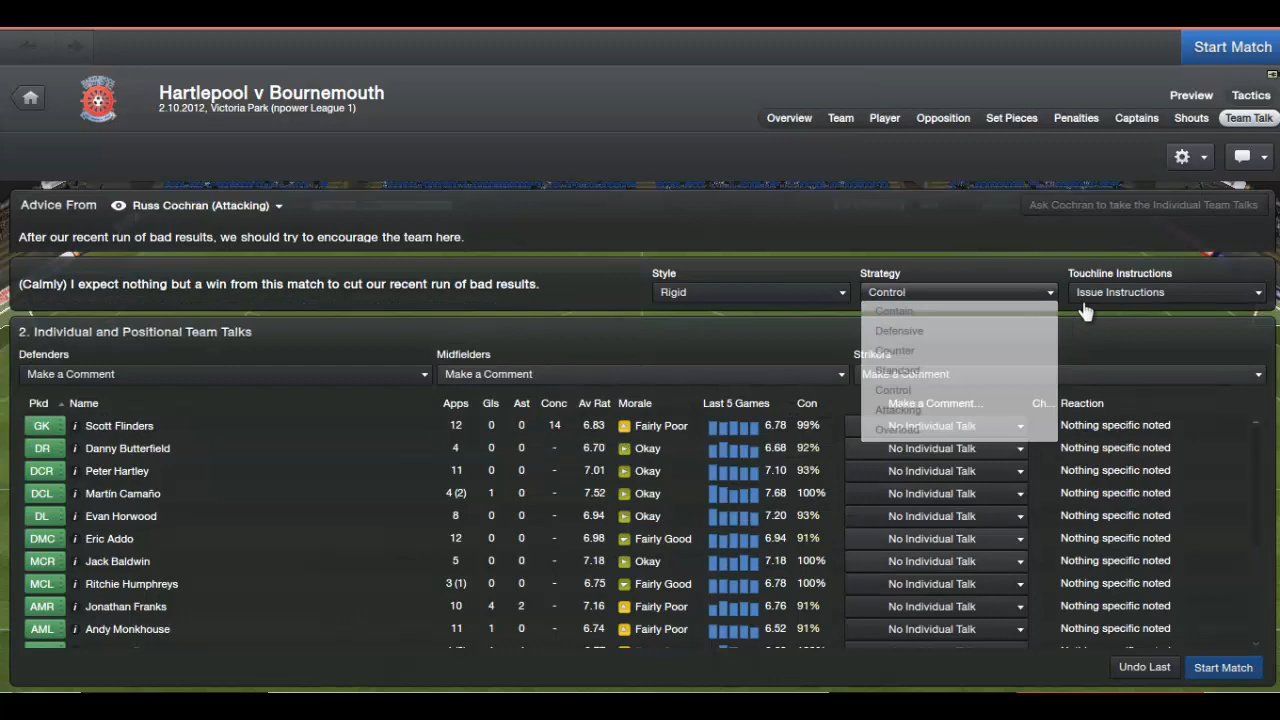 Start Match
Hartlepool v Bournemouth
2.10.2012, Victoria Park (npower League 1)
Preview Tactics
Overview Team Player Opposition Set Pieces Penalties Captains Shouts Team Talk
Advice From Russ Cochran (Attacking) Ask Cochran to take the Individual Team Talks
After our recent run of bad results, we should try to encourage the team here.
Style Strategy Touchline Instructions
(Calmly) I expect nothing but a win from this match to cut our recent run of bad results. Rigid Control Issue Instructions
Contain
Defensive
Counter
Standard
Control
Attacking
Overload
2. Individual and Positional Team Talks
Defenders Midfielders Strikers
Make a Comment Make a Comment Make a Comment
Pkd Name Apps Gls Ast Conc Av Rat Morale Last 5 Games Con Make a Comment... Ch... Reaction
GK i Scott Flinders 12 0 0 14 6.83 Fairly Poor 6.78 99% No Individual Talk Nothing specific noted
DR i Danny Butterfield 4 0 0 - 6.70 Okay 6.68 92% No Individual Talk Nothing specific noted
DCR i Peter Hartley 11 0 0 - 7.01 Okay 7.10 93% No Individual Talk Nothing specific noted
DCL i Martín Camaño 4 (2) 1 0 - 7.52 Okay 7.68 100% No Individual Talk Nothing specific noted
DL i Evan Horwood 8 0 0 - 6.94 Okay 7.20 93% No Individual Talk Nothing specific noted
DMC i Eric Addo 12 0 0 - 6.98 Fairly Good 6.94 91% No Individual Talk Nothing specific noted
MCR i Jack Baldwin 5 0 0 - 7.18 Okay 7.18 100% No Individual Talk Nothing specific noted
MCL i Ritchie Humphreys 3 (1) 0 0 - 6.75 Fairly Good 6.78 100% No Individual Talk Nothing specific noted
AMR i Jonathan Franks 10 4 2 - 7.16 Fairly Poor 6.76 91% No Individual Talk Nothing specific noted
AML i Andy Monkhouse 11 1 0 - 6.74 Fairly Poor 6.52 91% No Individual Talk Nothing specific noted
Undo Last Start Match